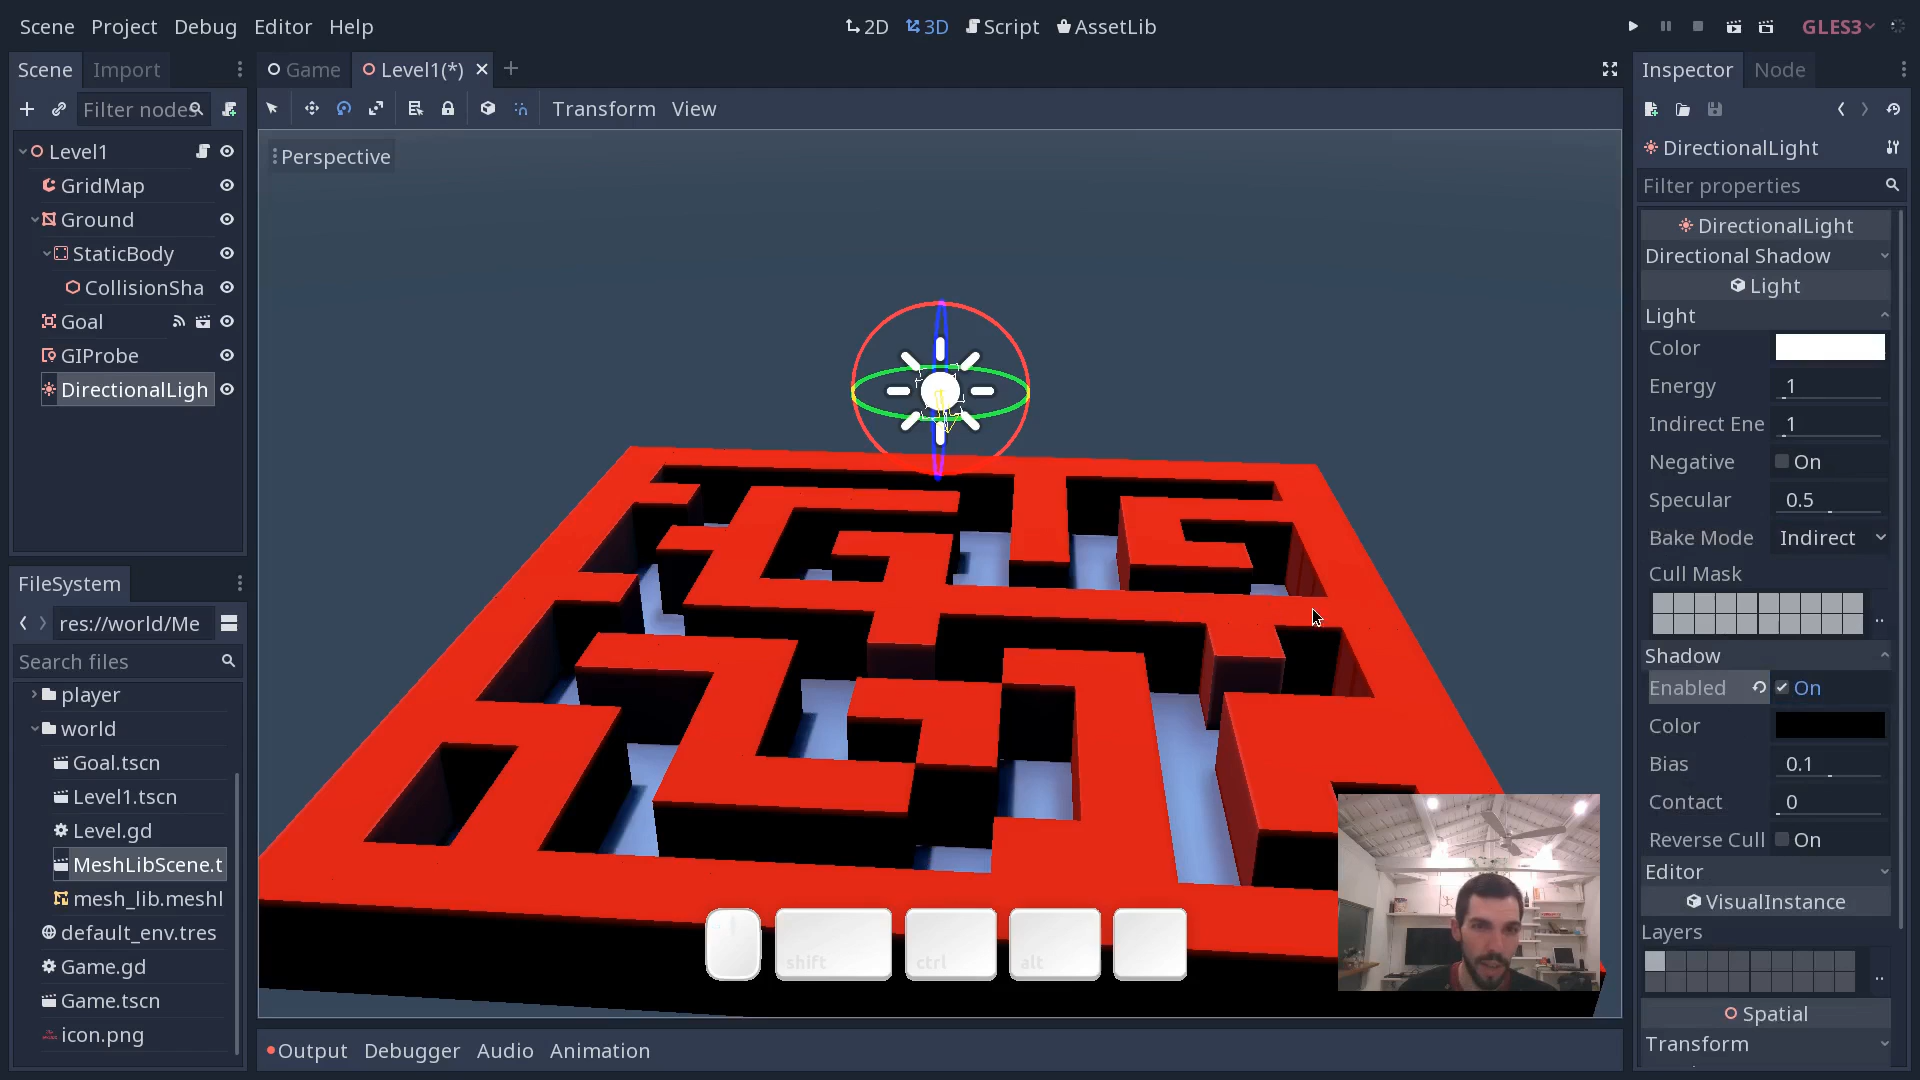 Scene Project Debug Editor Help
2D 3D Script AssetLib
GLES3
Scene Import
Filter nodes
Level1
GridMap
Ground
StaticBody
CollisionSha
Goal
GIProbe
DirectionalLigh
FileSystem
res://world/Me
Search files
player
world
Goal.tscn
Level1.tscn
Level.gd
MeshLibScene.t
mesh_lib.meshl
default_env.tres
Game.gd
Game.tscn
icon.png
Game Level1(*)
Transform View
Perspective
shift ctrl alt
Output Debugger Audio Animation
Inspector Node
DirectionalLight
Filter properties
DirectionalLight
Directional Shadow
Light
Light
Color
Energy 1
Indirect Ene 1
Negative On
Specular 0.5
Bake Mode Indirect
Cull Mask
Shadow
Enabled On
Color
Bias 0.1
Contact 0
Reverse Cull On
Editor
VisualInstance
Layers
Spatial
Transform